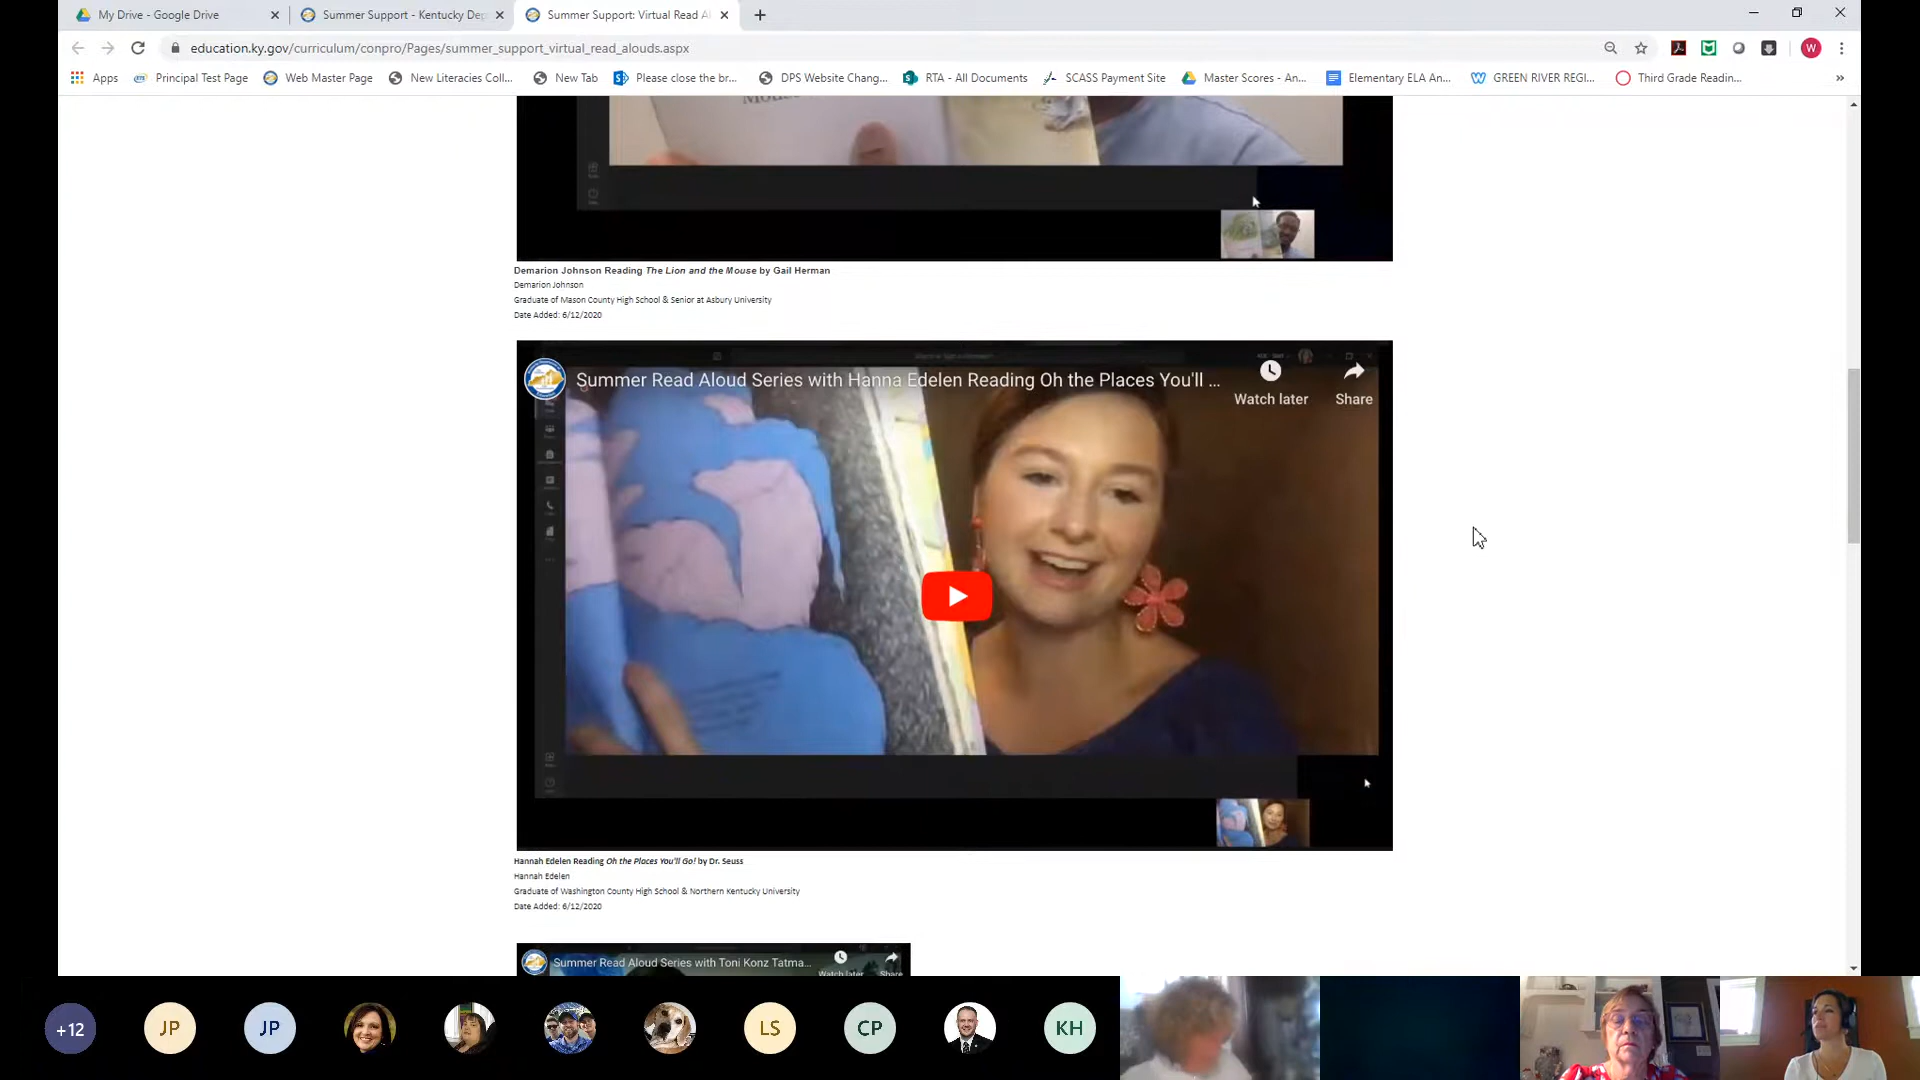 My Drive - Google Drive
Summer Support - Kentucky Dep
Summer Support: Virtual Read Al
education.ky.gov/curriculum/conpro/Pages/summer_support_virtual_read_alouds.aspx
W
Apps
Principal Test Page
Web Master Page
New Literacies Coll...
New Tab
Please close the br...
DPS Website Chang...
RTA - All Documents
SCASS Payment Site
Master Scores - An...
Elementary ELA An...
GREEN RIVER REGI...
Third Grade Readin...
Demarion Johnson Reading The Lion and the Mouse by Gail Herman
Demarion Johnson
Graduate of Mason County High School & Senior at Asbury University
Date Added: 6/12/2020
Summer Read Aloud Series with Hanna Edelen Reading Oh the Places You'll ...
Watch later
Share
Hannah Edelen Reading Oh the Places You'll Go! by Dr. Seuss
Hannah Edelen
Graduate of Washington County High School & Northern Kentucky University
Date Added: 6/12/2020
Summer Read Aloud Series with Toni Konz Tatma...
Watch later
Share
+12
JP
JP
LS
CP
KH